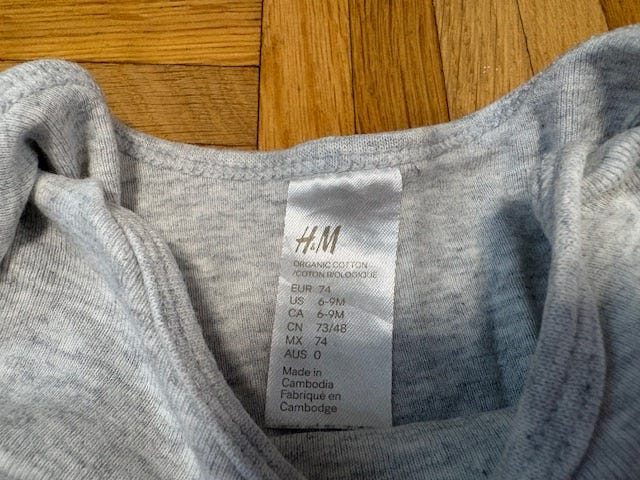 H&M
ORGANIC COTTON
/COTON BIOLOGIQUE
EUR 74
US 6-9M
CA 6-9M
CN 73/48
MX 74
AUS 0
Made in
Cambodia
Fabriqué en
Cambodge